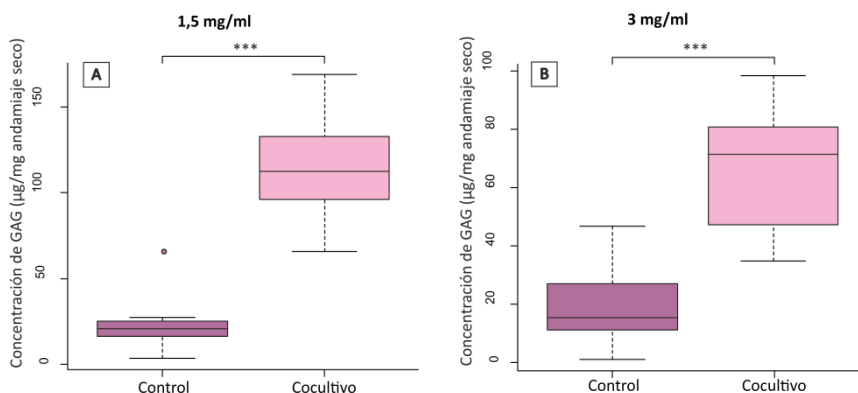 1,5 mg/ml
A
***
Concentración de GAG (µg/mg andamiaje seco)
150
100
50
0
Control
Cocultivo
3 mg/ml
B
***
Concentración de GAG (µg/mg andamiaje seco)
100
80
60
40
20
0
Control
Cocultivo